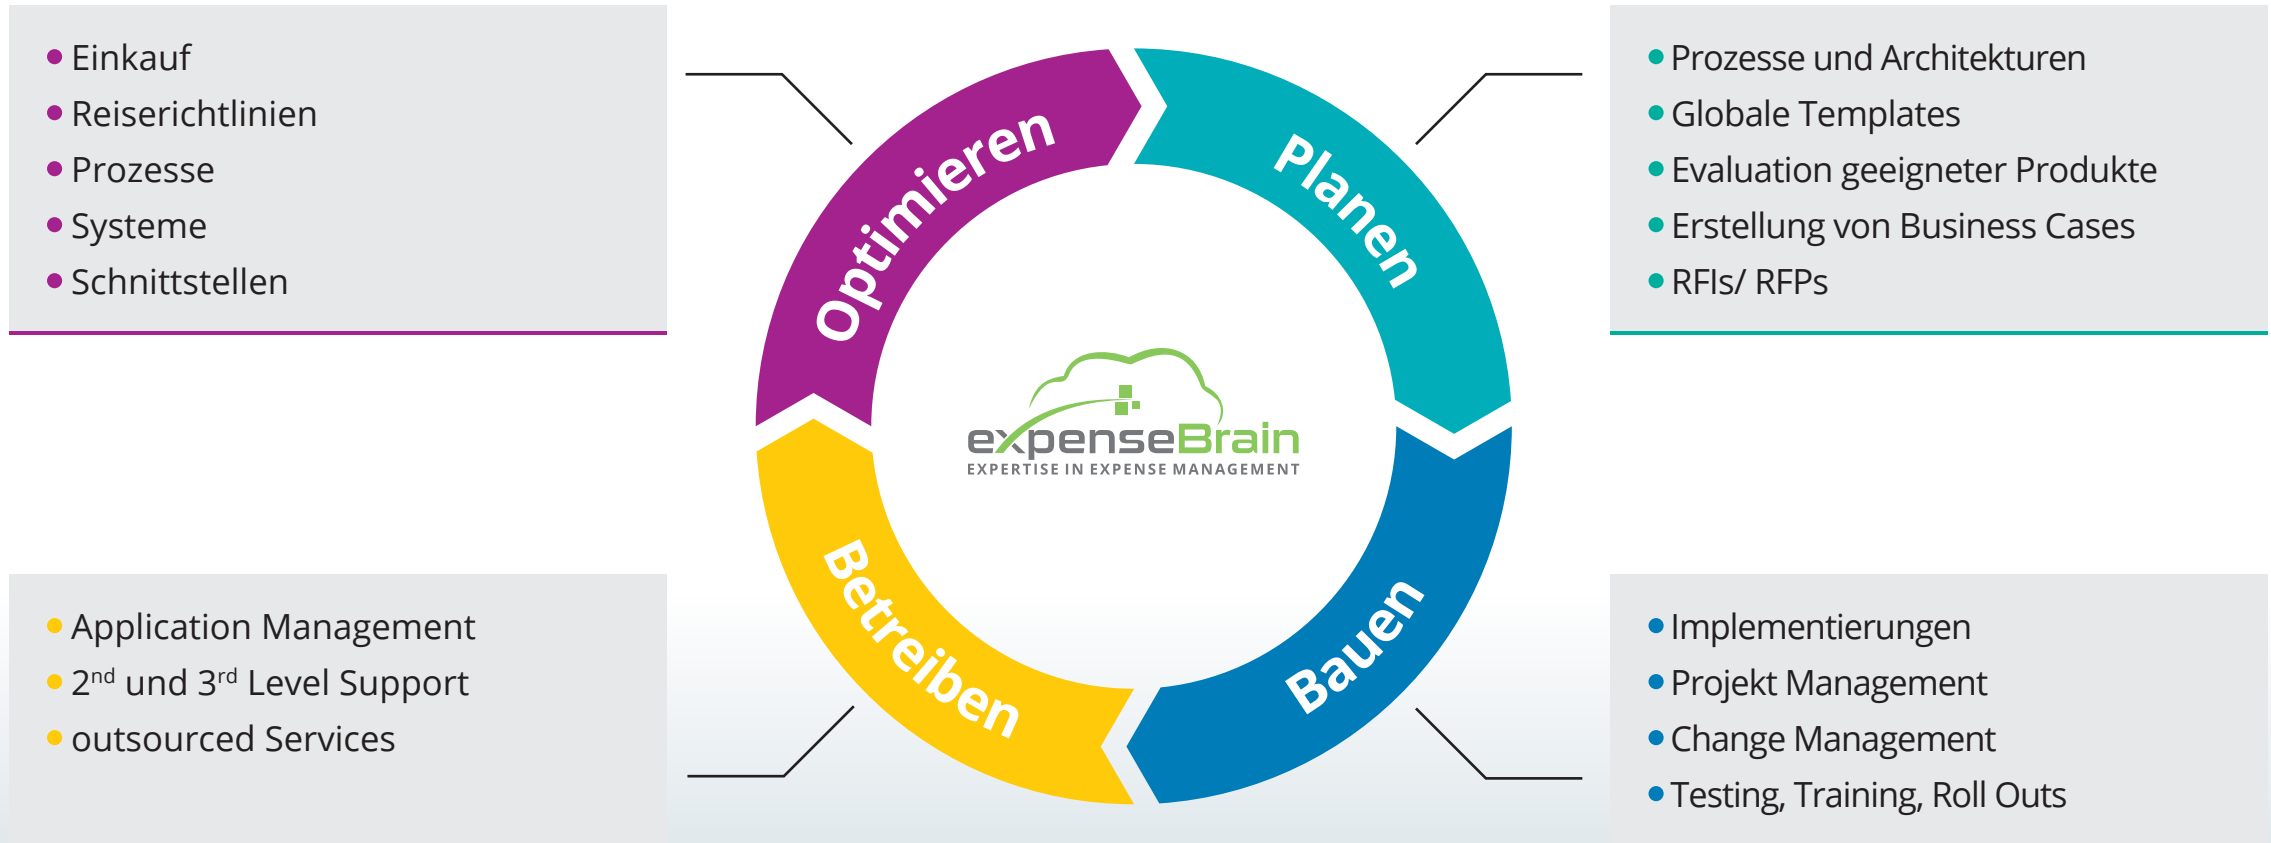 Einkauf
Reiserichtlinien
Prozesse
Systeme
Schnittstellen
Prozesse und Architekturen
Globale Templates
Evaluation geeigneter Produkte
Erstellung von Business Cases
RFIs/ RFPs
Optimieren
Planen
expenseBrain
EXPERTISE IN EXPENSE MANAGEMENT
Betreiben
Bauen
Application Management
2nd und 3rd Level Support
outsourced Services
Implementierungen
Projekt Management
Change Management
Testing, Training, Roll Outs